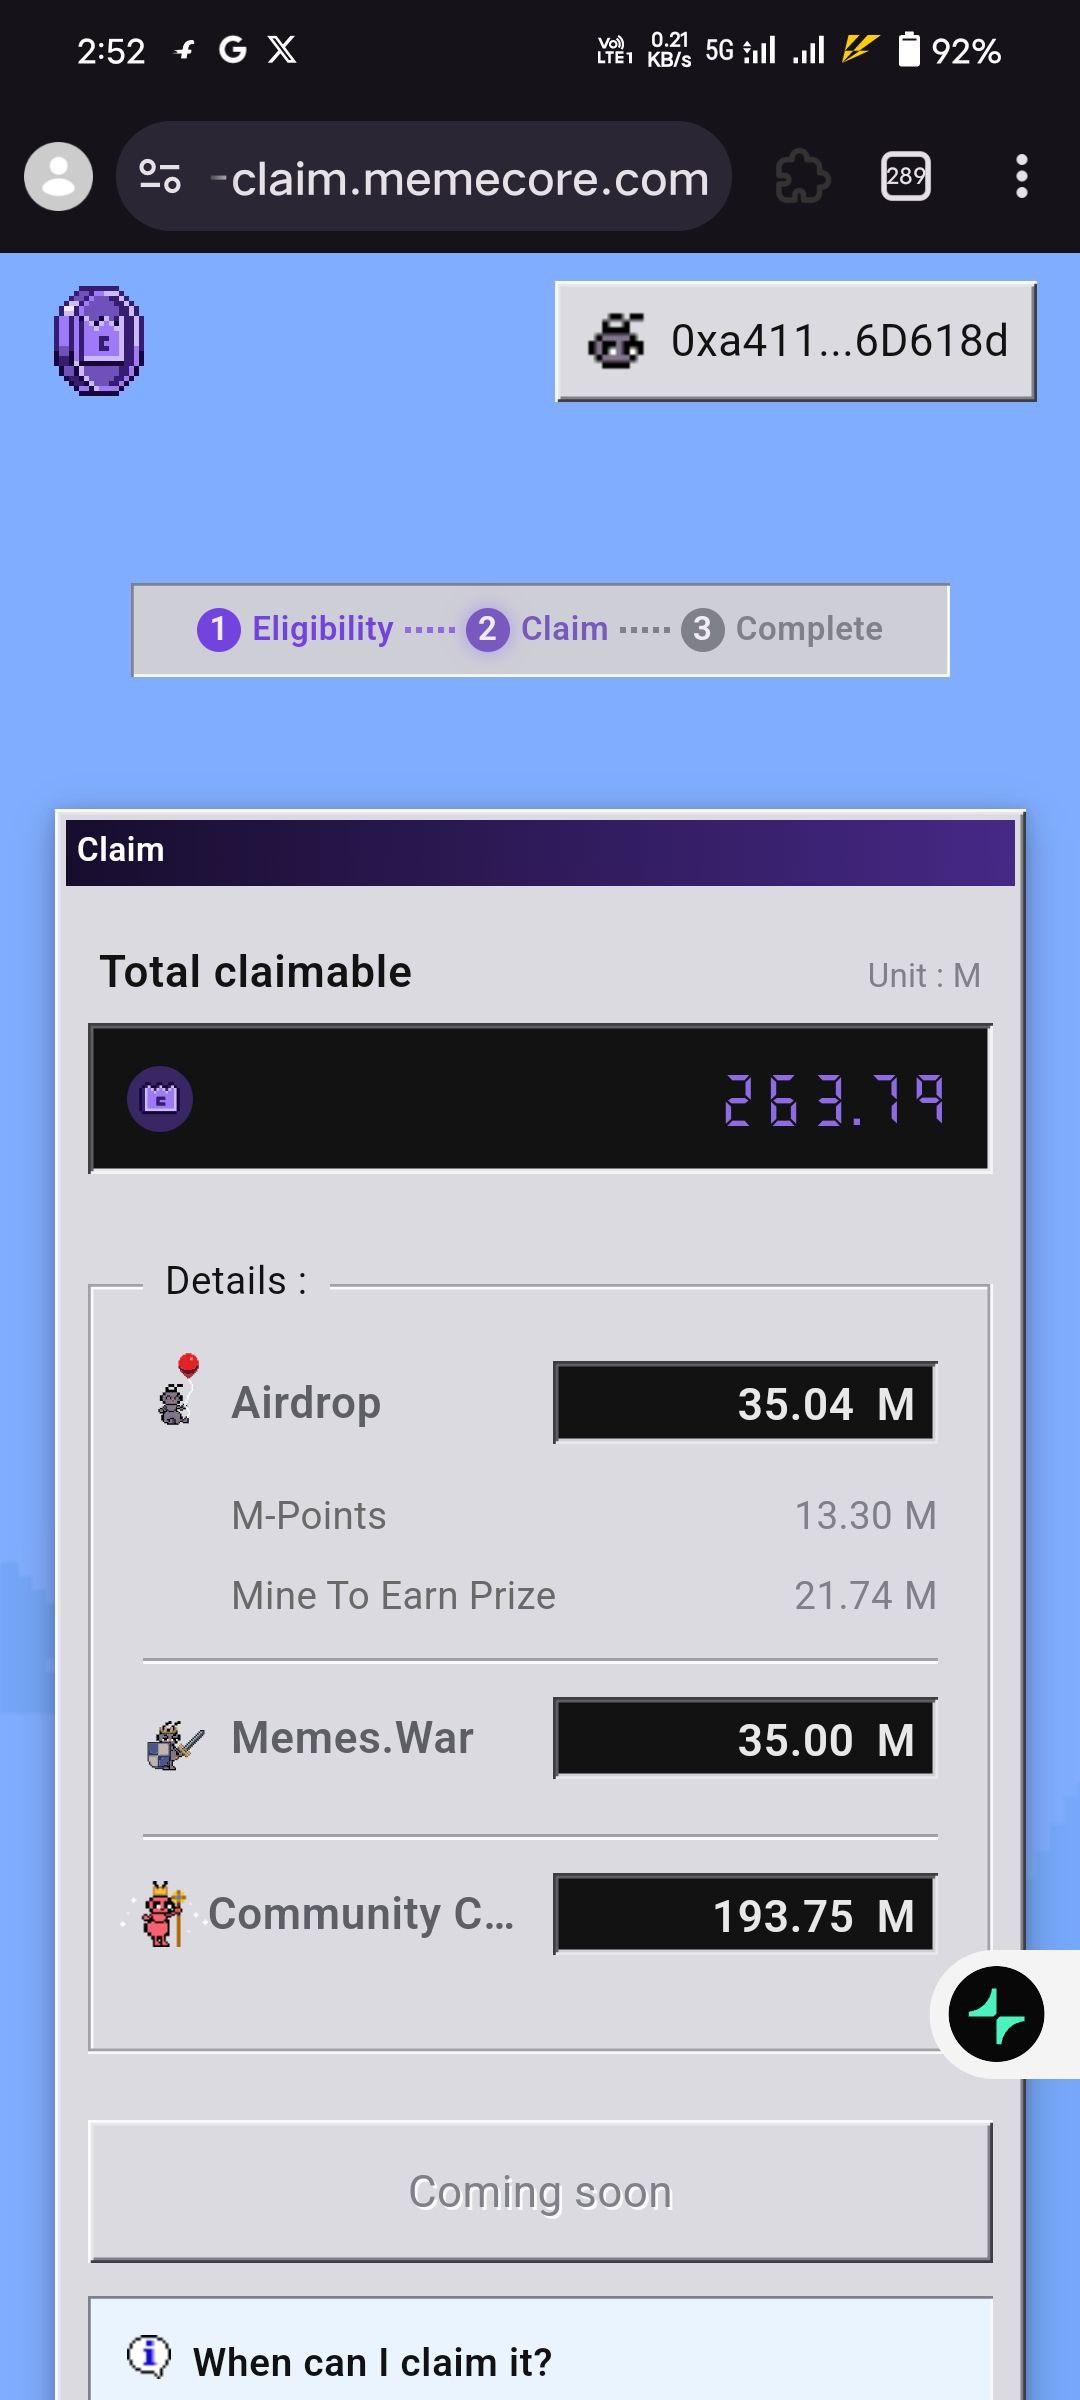 2:52 G X Vo) LTE1 0.21 KB/s 5G 92%
-claim.memecore.com 289
0xa411...6D618d
1 Eligibility 2 Claim 3 Complete
Claim
Total claimable Unit : M
263.79
Details :
Airdrop 35.04 M
M-Points 13.30 M
Mine To Earn Prize 21.74 M
Memes.War 35.00 M
Community C... 193.75 M
Coming soon
When can I claim it?